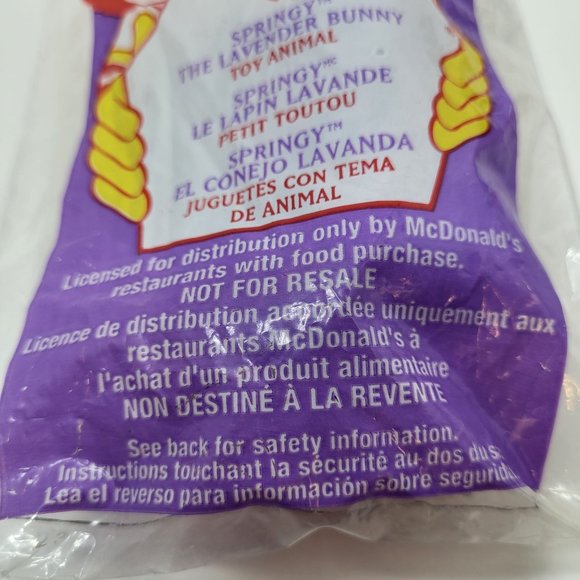 SPRINGY™
THE LAVENDER BUNNY
TOY ANIMAL
SPRINGY MC
LE LAPIN LAVANDE
PETIT TOUTOU
SPRINGY™
EL CONEJO LAVANDA
JUGUETES CON TEMA
DE ANIMAL
Licensed for distribution only by McDonald's
restaurants with food purchase.
NOT FOR RESALE
Licence de distribution accordée uniquement aux
restaurants McDonald's à
l'achat d'un produit alimentaire
NON DESTINÉ À LA REVENTE
See back for safety information.
Instructions touchant la sécurité au dos du
Lea el reverso para información sobre